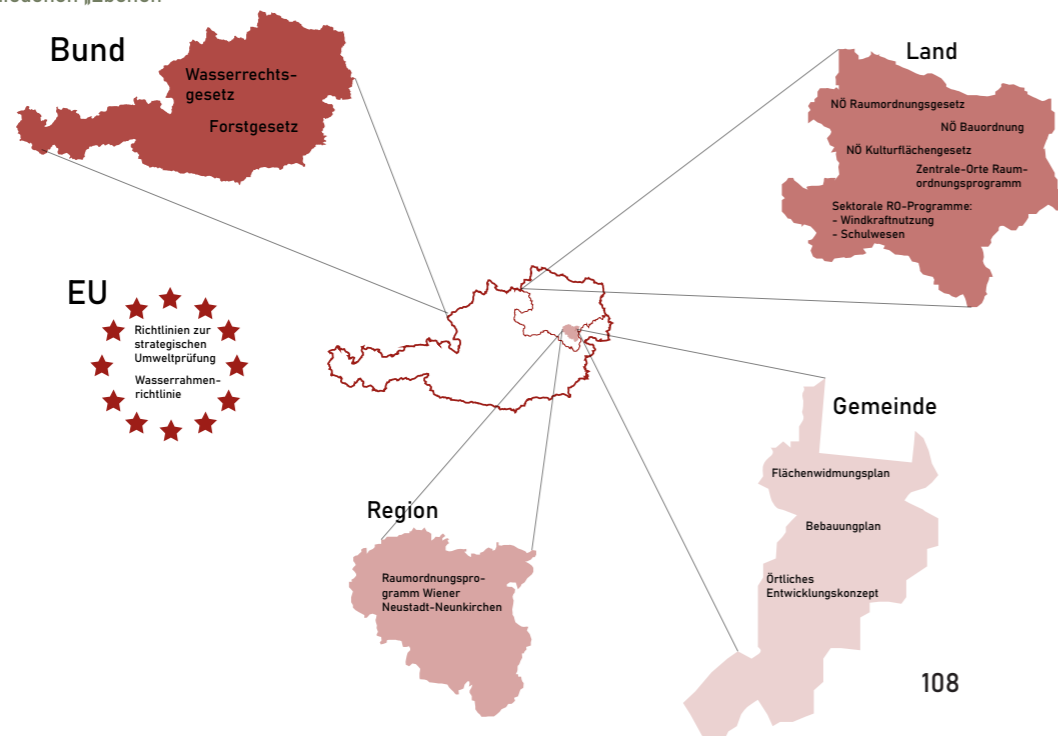 „Ebenen
Bund
Wasserrechts-
gesetz
Forstgesetz
Land
NÖ Raumordnungsgesetz
NÖ Bauordnung
NÖ Kulturflächengesetz
Zentrale-Orte Raum-
ordnungsprogramm
Sektorale RO-Programme:
- Windkraftnutzung
- Schulwesen
EU
Richtlinien zur
strategischen
Umweltprüfung
Wasserrahmen-
richtlinie
Gemeinde
Flächenwidmungsplan
Bebauungplan
Örtliches
Entwicklungskonzept
Region
Raumordnungspro-
gramm Wiener
Neustadt-Neunkirchen
108